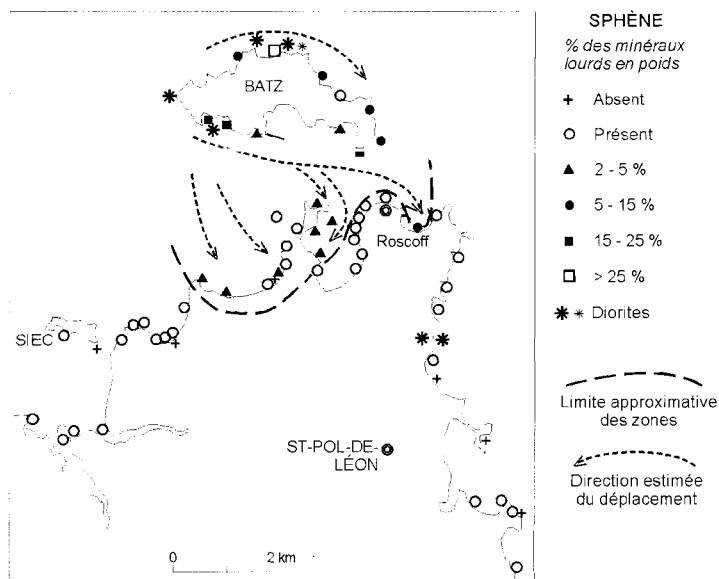 BATZ
Roscoff
SIEC
ST-POL-DE-
LÉON
0 2 km
SPHÈNE
% des minéraux
lourds en poids
Absent
Présent
2 - 5 %
5 - 15 %
15 - 25 %
> 25 %
Diorites
Limite approximative
des zones
Direction estimée
du déplacement